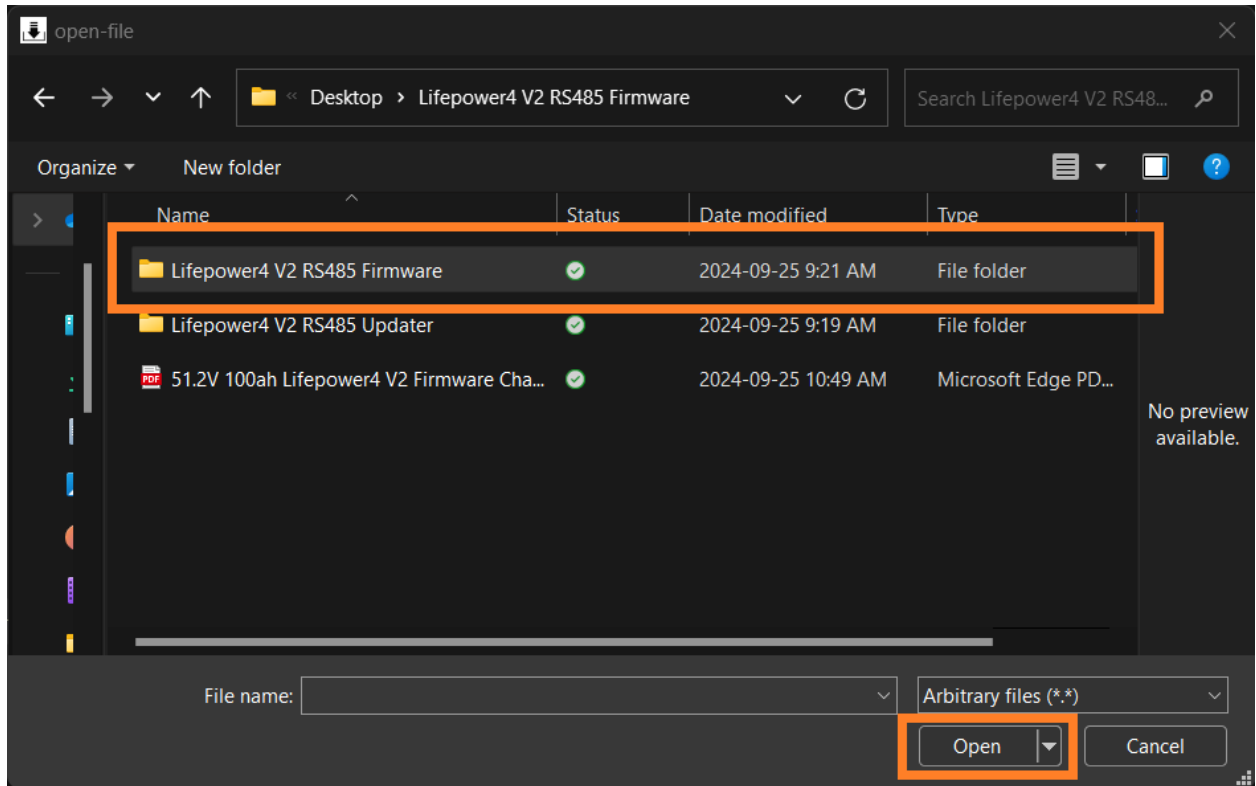 open-file
« Desktop > Lifepower4 V2 RS485 Firmware
Search Lifepower4 V2 RS48...
Organize New folder
?
Name Status Date modified Type
Lifepower4 V2 RS485 Firmware 2024-09-25 9:21 AM File folder
Lifepower4 V2 RS485 Updater 2024-09-25 9:19 AM File folder
PDF 51.2V 100ah Lifepower4 V2 Firmware Cha... 2024-09-25 10:49 AM Microsoft Edge PD...
No preview
available.
File name: Arbitrary files (*.*)
Open Cancel